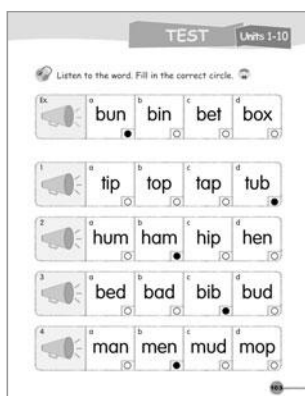 TEST Units 1-10
Listen to the word. Fill in the correct circle.
Ex. a b c d
bun bin bet box
1 a b c d
tip top tap tub
2 a b c d
hum ham hip hen
3 a b c d
bed bad bib bud
4 a b c d
man men mud mop
103